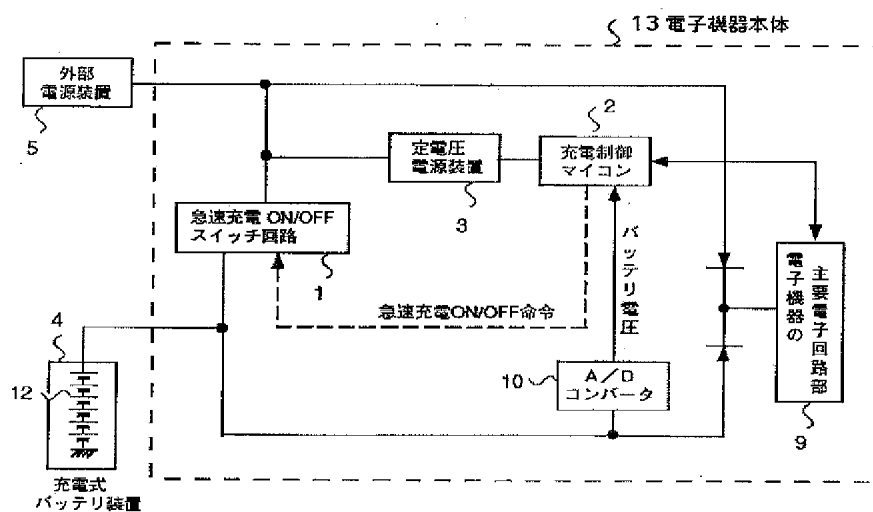 13 電子機器本体
外部
電源装置
5
定電圧
電源装置
3
2
充電制御
マイコン
急速充電 ON/OFF
スイッチ回路
1
バッテリ電圧
急速充電ON/OFF命令
主要電子回路部
電子機器の
9
4
12
10
A/D
コンバータ
充電式
バッテリ装置